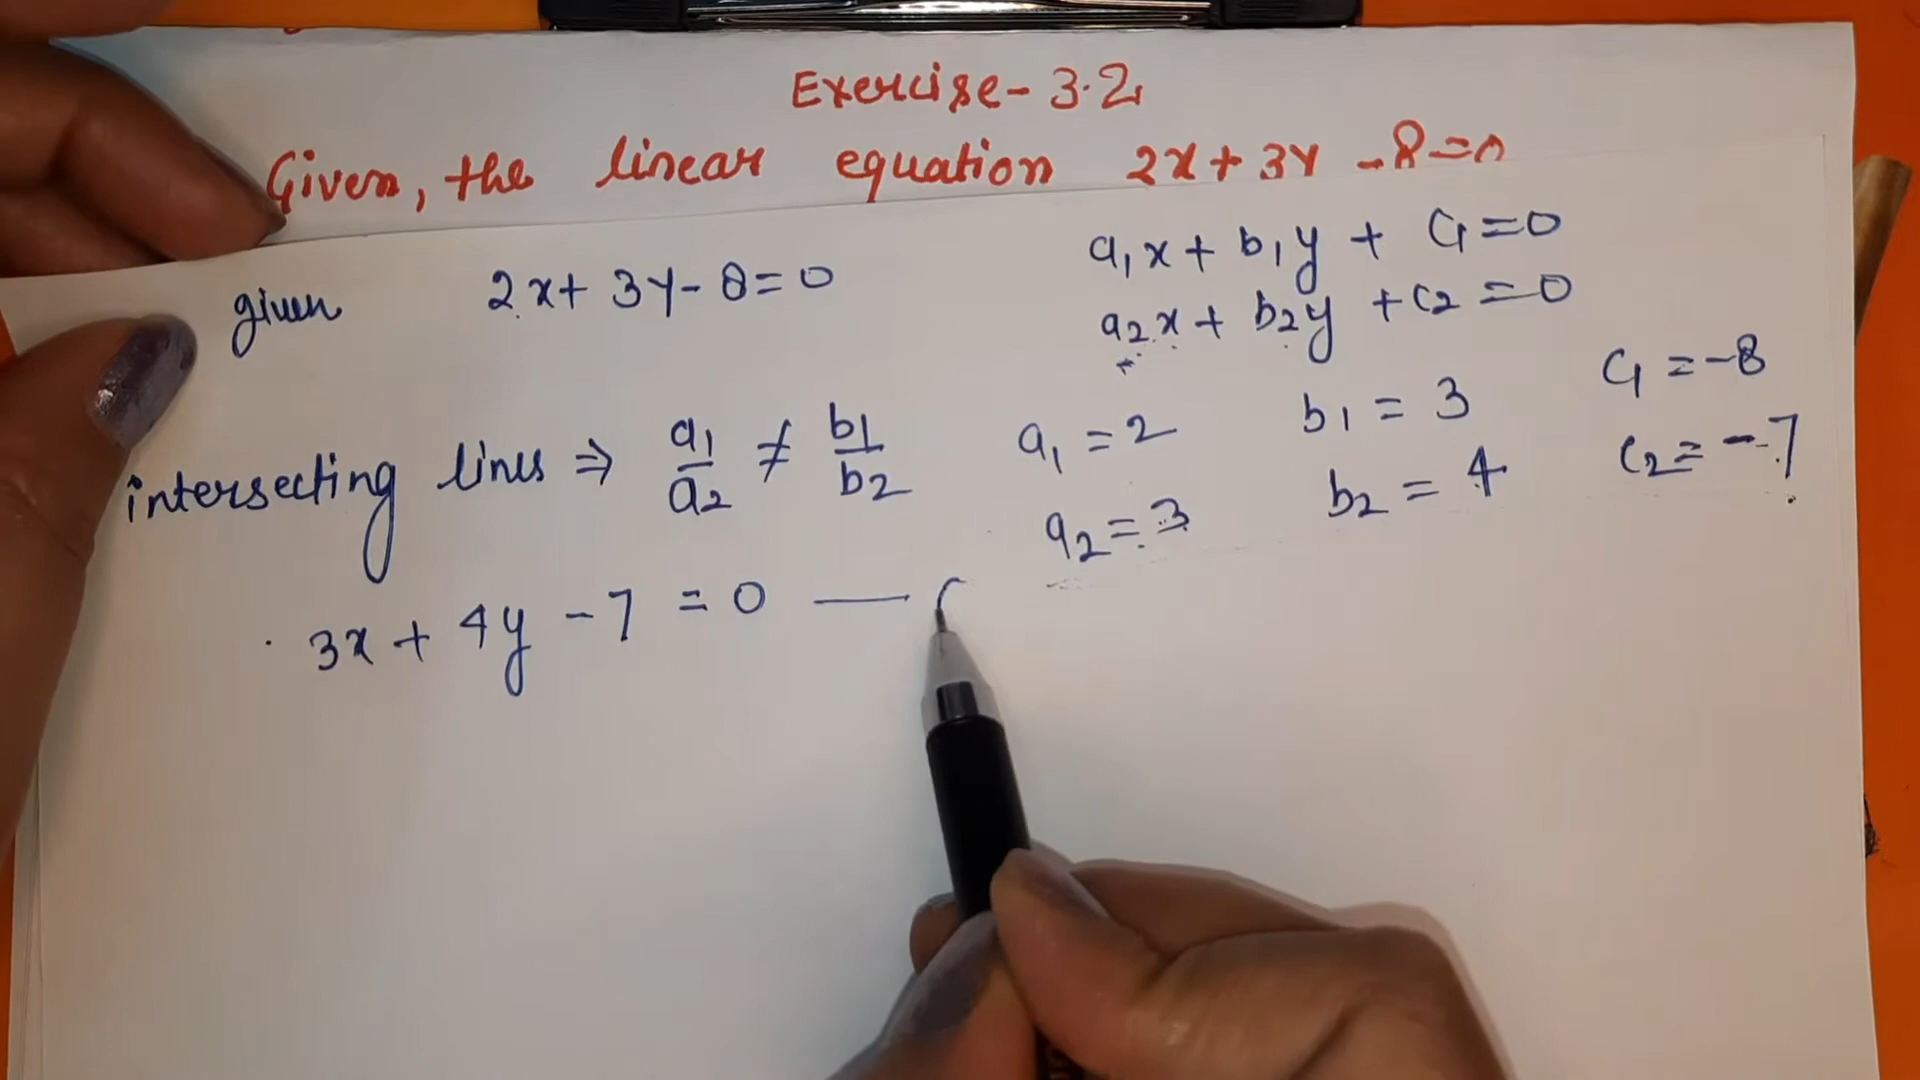 Exercise - 3.2
Given, the linear equation 2x + 3y - 8 = 0
given 2x + 3y - 8 = 0
a1x + b1y + c1 = 0
a2x + b2y + c2 = 0
intersecting lines ⇒ a1/a2 ≠ b1/b2
a1 = 2 b1 = 3 c1 = -8
a2 = 3 b2 = 4 c2 = -7
3x + 4y - 7 = 0 —